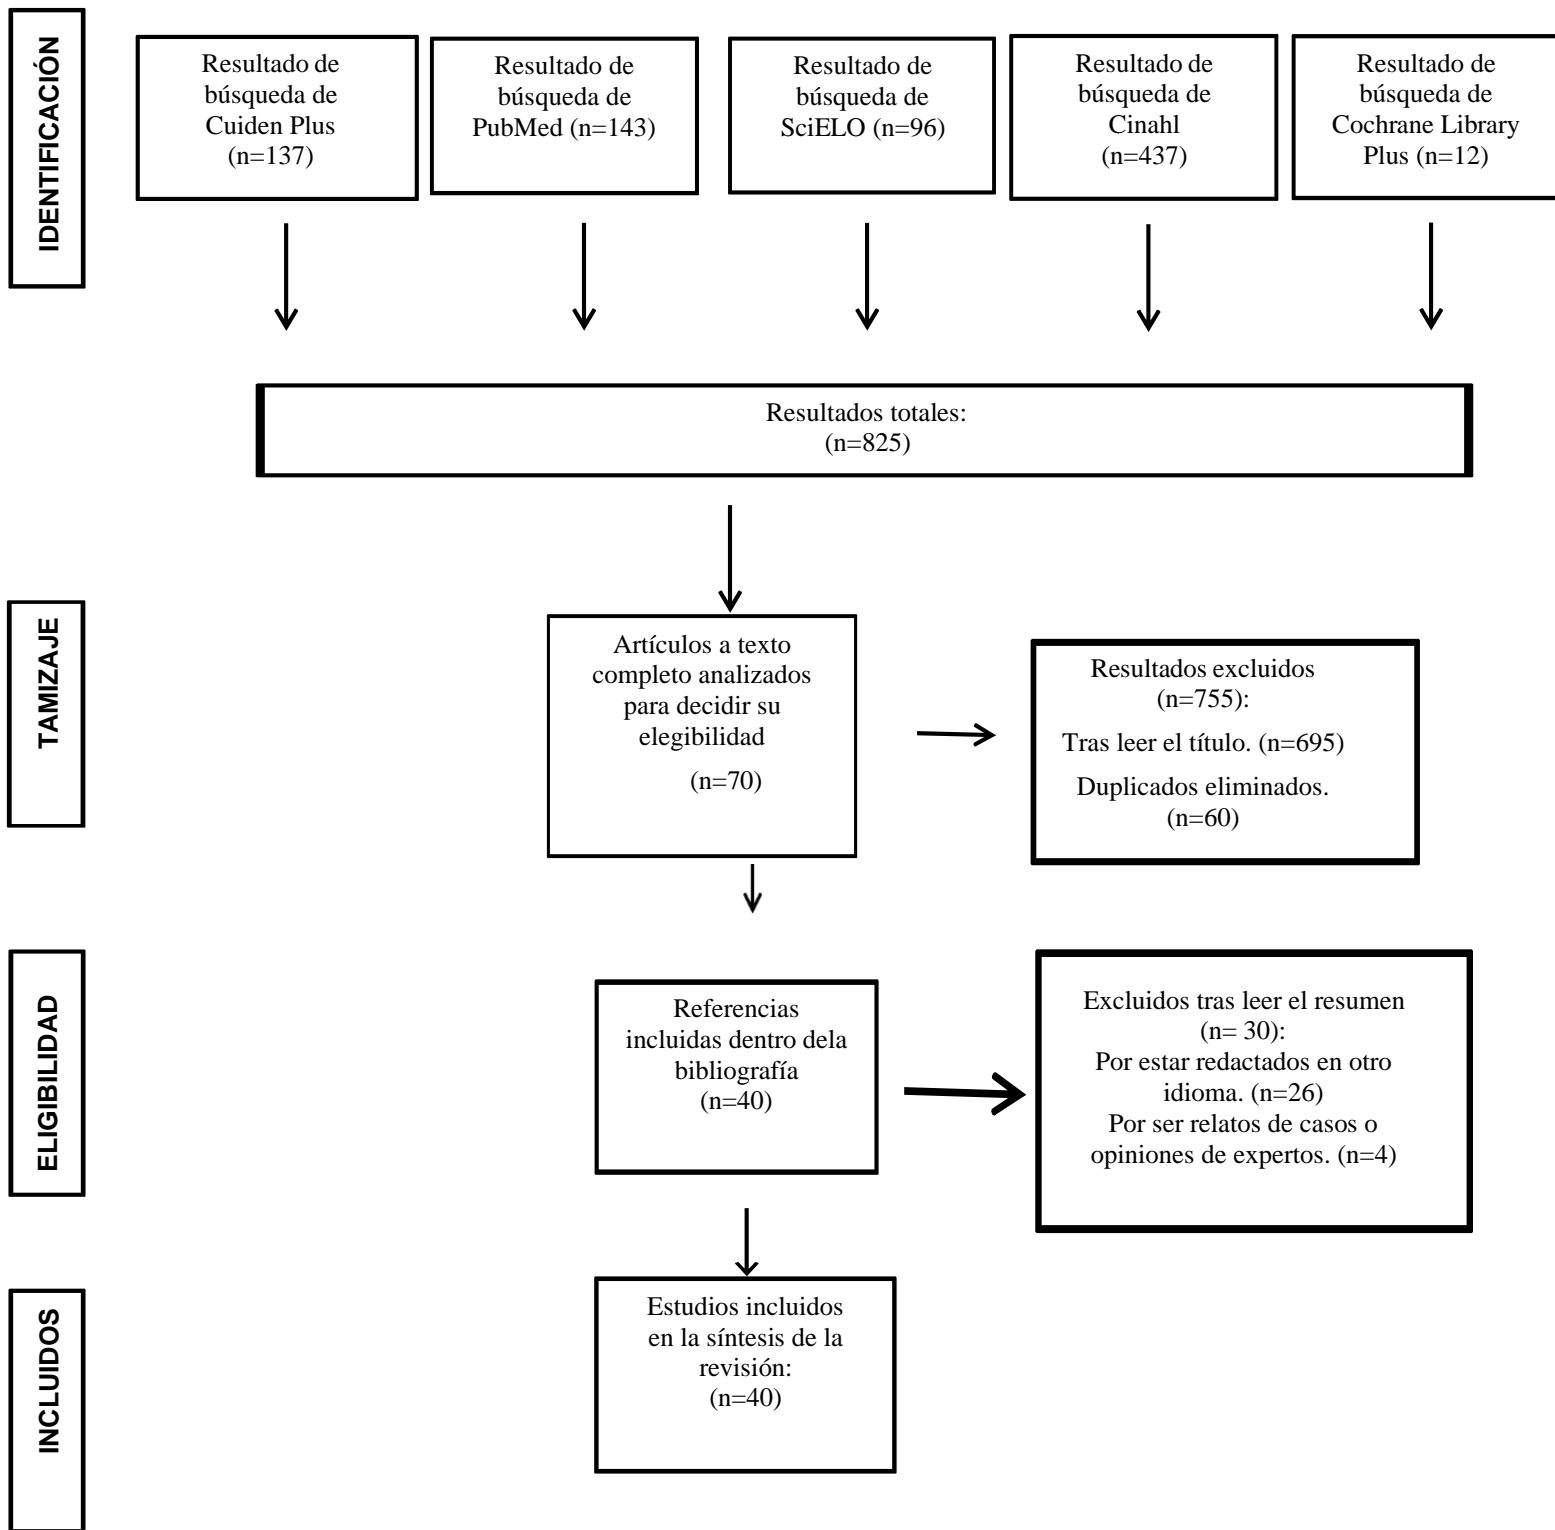 IDENTIFICACIÓN
Resultado de
búsqueda de
Cuiden Plus
(n=137)
Resultado de
búsqueda de
PubMed (n=143)
Resultado de
búsqueda de
SciELO (n=96)
Resultado de
búsqueda de
Cinahl
(n=437)
Resultado de
búsqueda de
Cochrane Library
Plus (n=12)
Resultados totales:
(n=825)
TAMIZAJE
Artículos a texto
completo analizados
para decidir su
elegibilidad
(n=70)
Resultados excluidos
(n=755):
Tras leer el título. (n=695)
Duplicados eliminados.
(n=60)
ELIGIBILIDAD
Referencias
incluidas dentro dela
bibliografía
(n=40)
Excluidos tras leer el resumen
(n= 30):
Por estar redactados en otro
idioma. (n=26)
Por ser relatos de casos o
opiniones de expertos. (n=4)
INCLUIDOS
Estudios incluidos
en la síntesis de la
revisión:
(n=40)